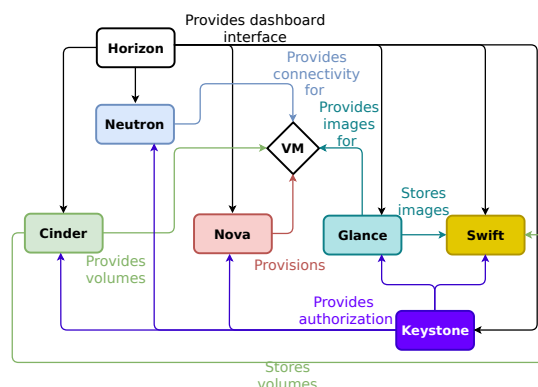 Provides dashboard
interface
Horizon
Provides
connectivity
for
Neutron
Provides
images
for
VM
Stores
images
Cinder
Nova
Glance
Swift
Provides
volumes
Provisions
Provides
authorization
Keystone
Stores
volumes